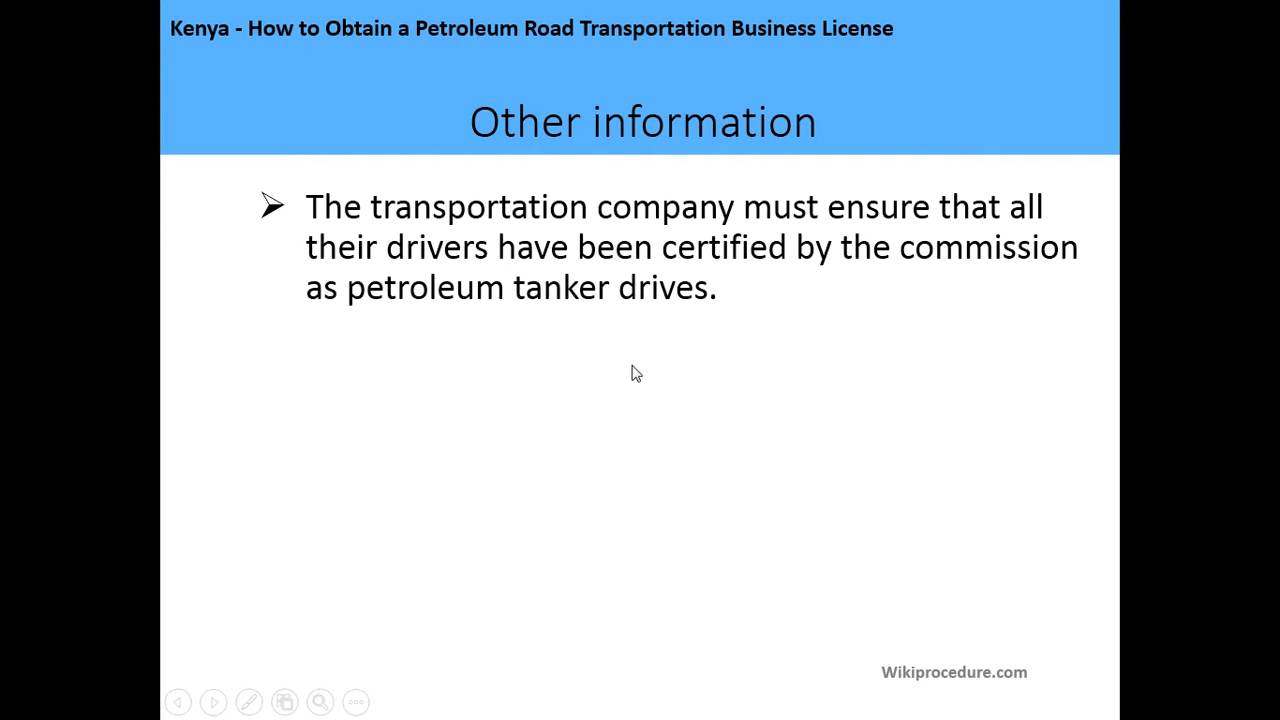 Kenya - How to Obtain a Petroleum Road Transportation Business License
Other information
The transportation company must ensure that all
their drivers have been certified by the commission
as petroleum tanker drives.
Wikiprocedure.com